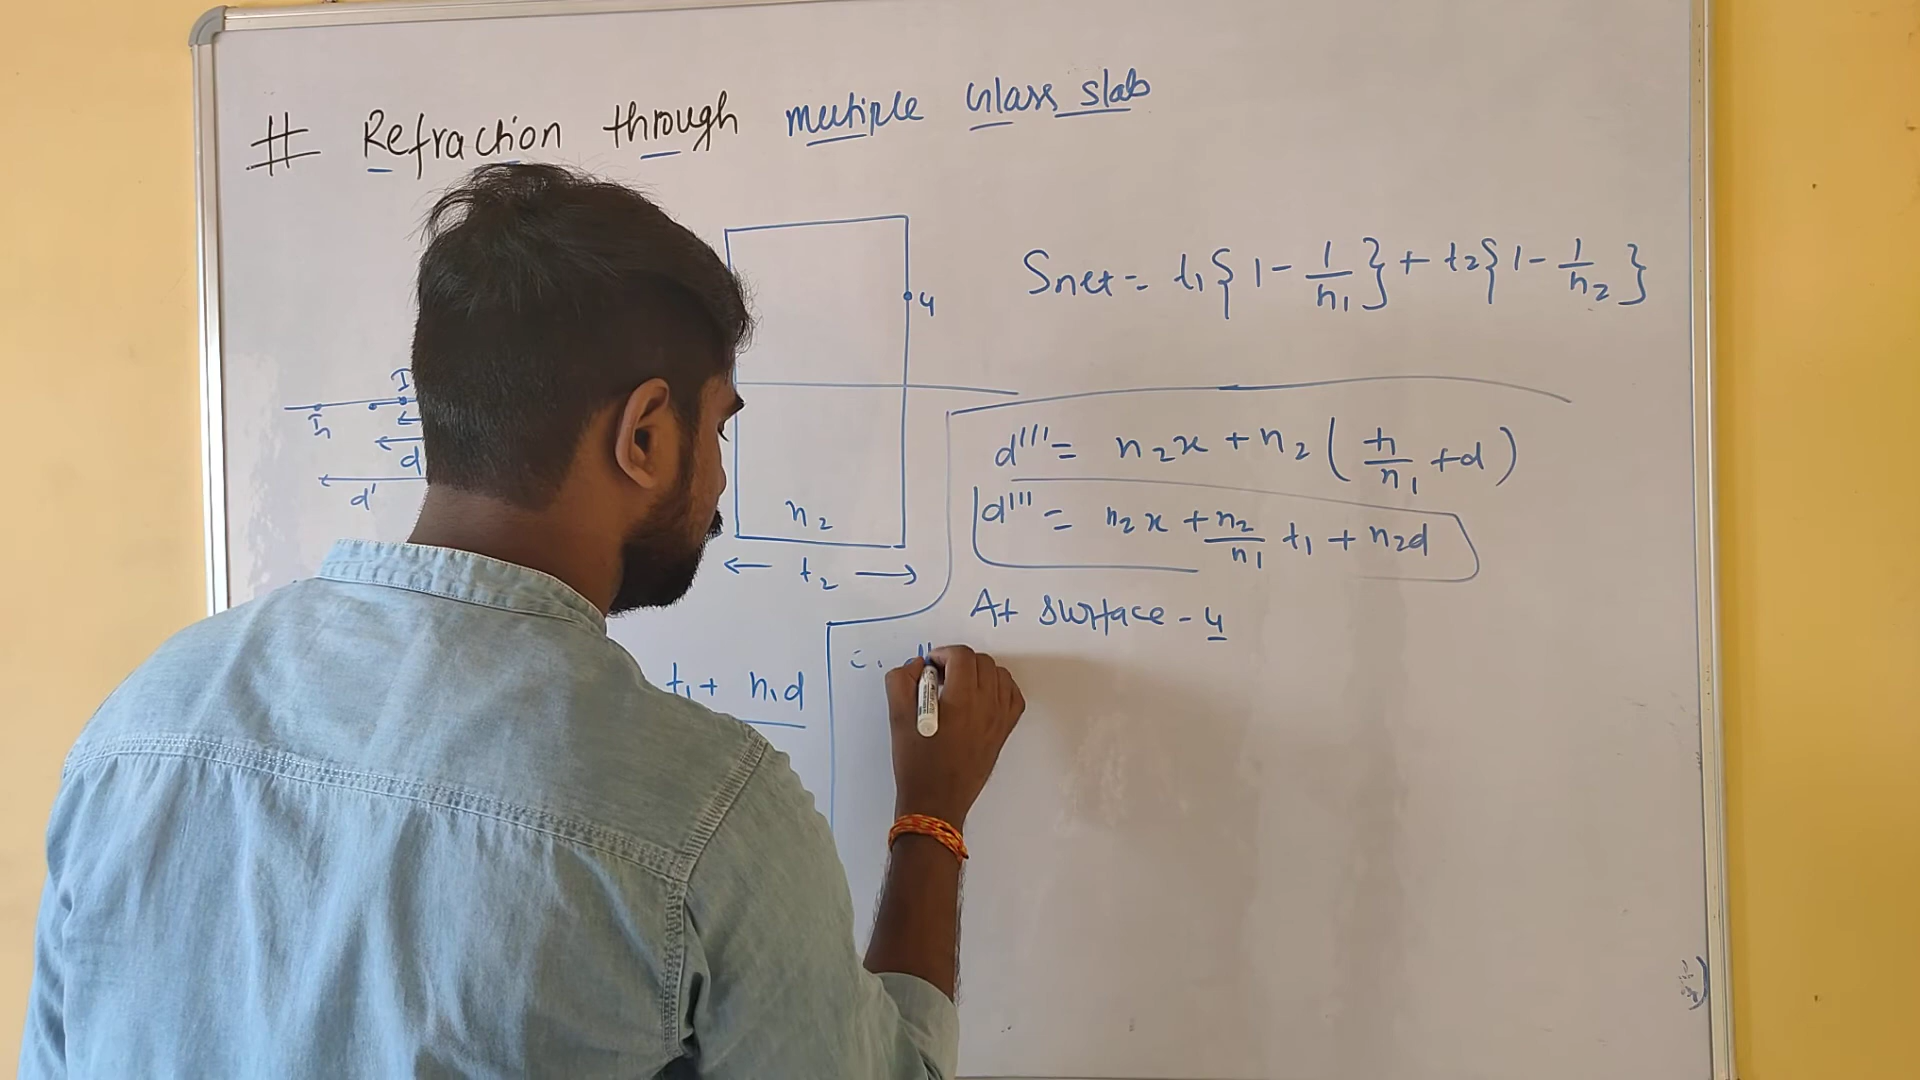 # Refraction through multiple Glass slab
Snet = t₁{1 - 1/n₁} + t₂{1 - 1/n₂}
4
I
I₁
d
d'
n₂
t₂
d''' = n₂x + n₂(t₁/n₁ + d)
d''' = n₂x + n₂/n₁ t₁ + n₂d
At surface - 4
t₁ + n₁d
∴ d'